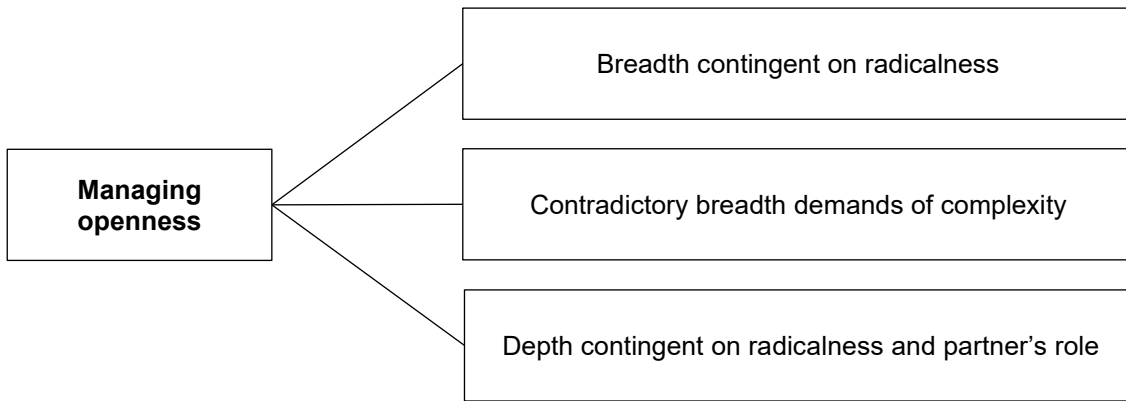 Breadth contingent on radicalness
Managing
openness
Contradictory breadth demands of complexity
Depth contingent on radicalness and partner's role